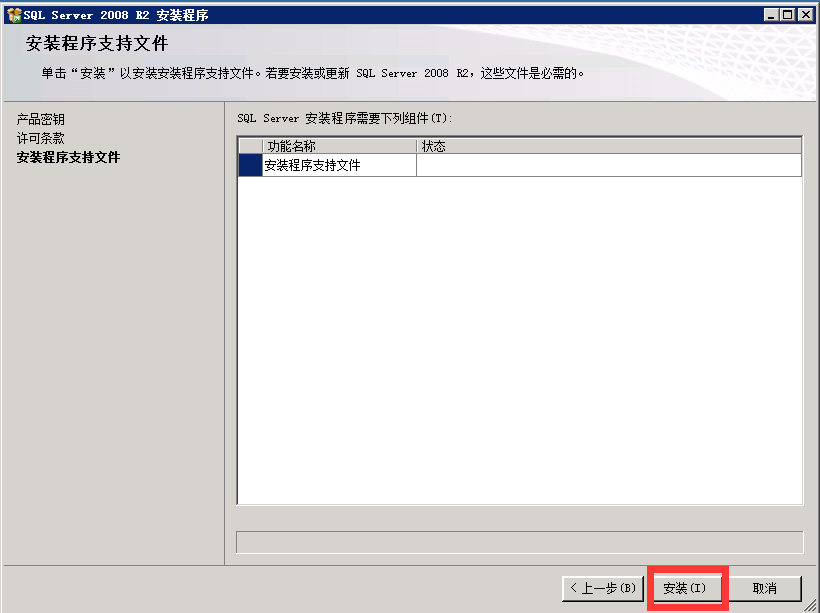 SQL Server 2008 R2 安装程序
安装程序支持文件
单击“安装”以安装安装程序支持文件。若要安装或更新 SQL Server 2008 R2，这些文件是必需的。
产品密钥
许可条款
安装程序支持文件
SQL Server 安装程序需要下列组件(T):
功能名称 状态
安装程序支持文件
< 上一步(B) 安装(I) 取消